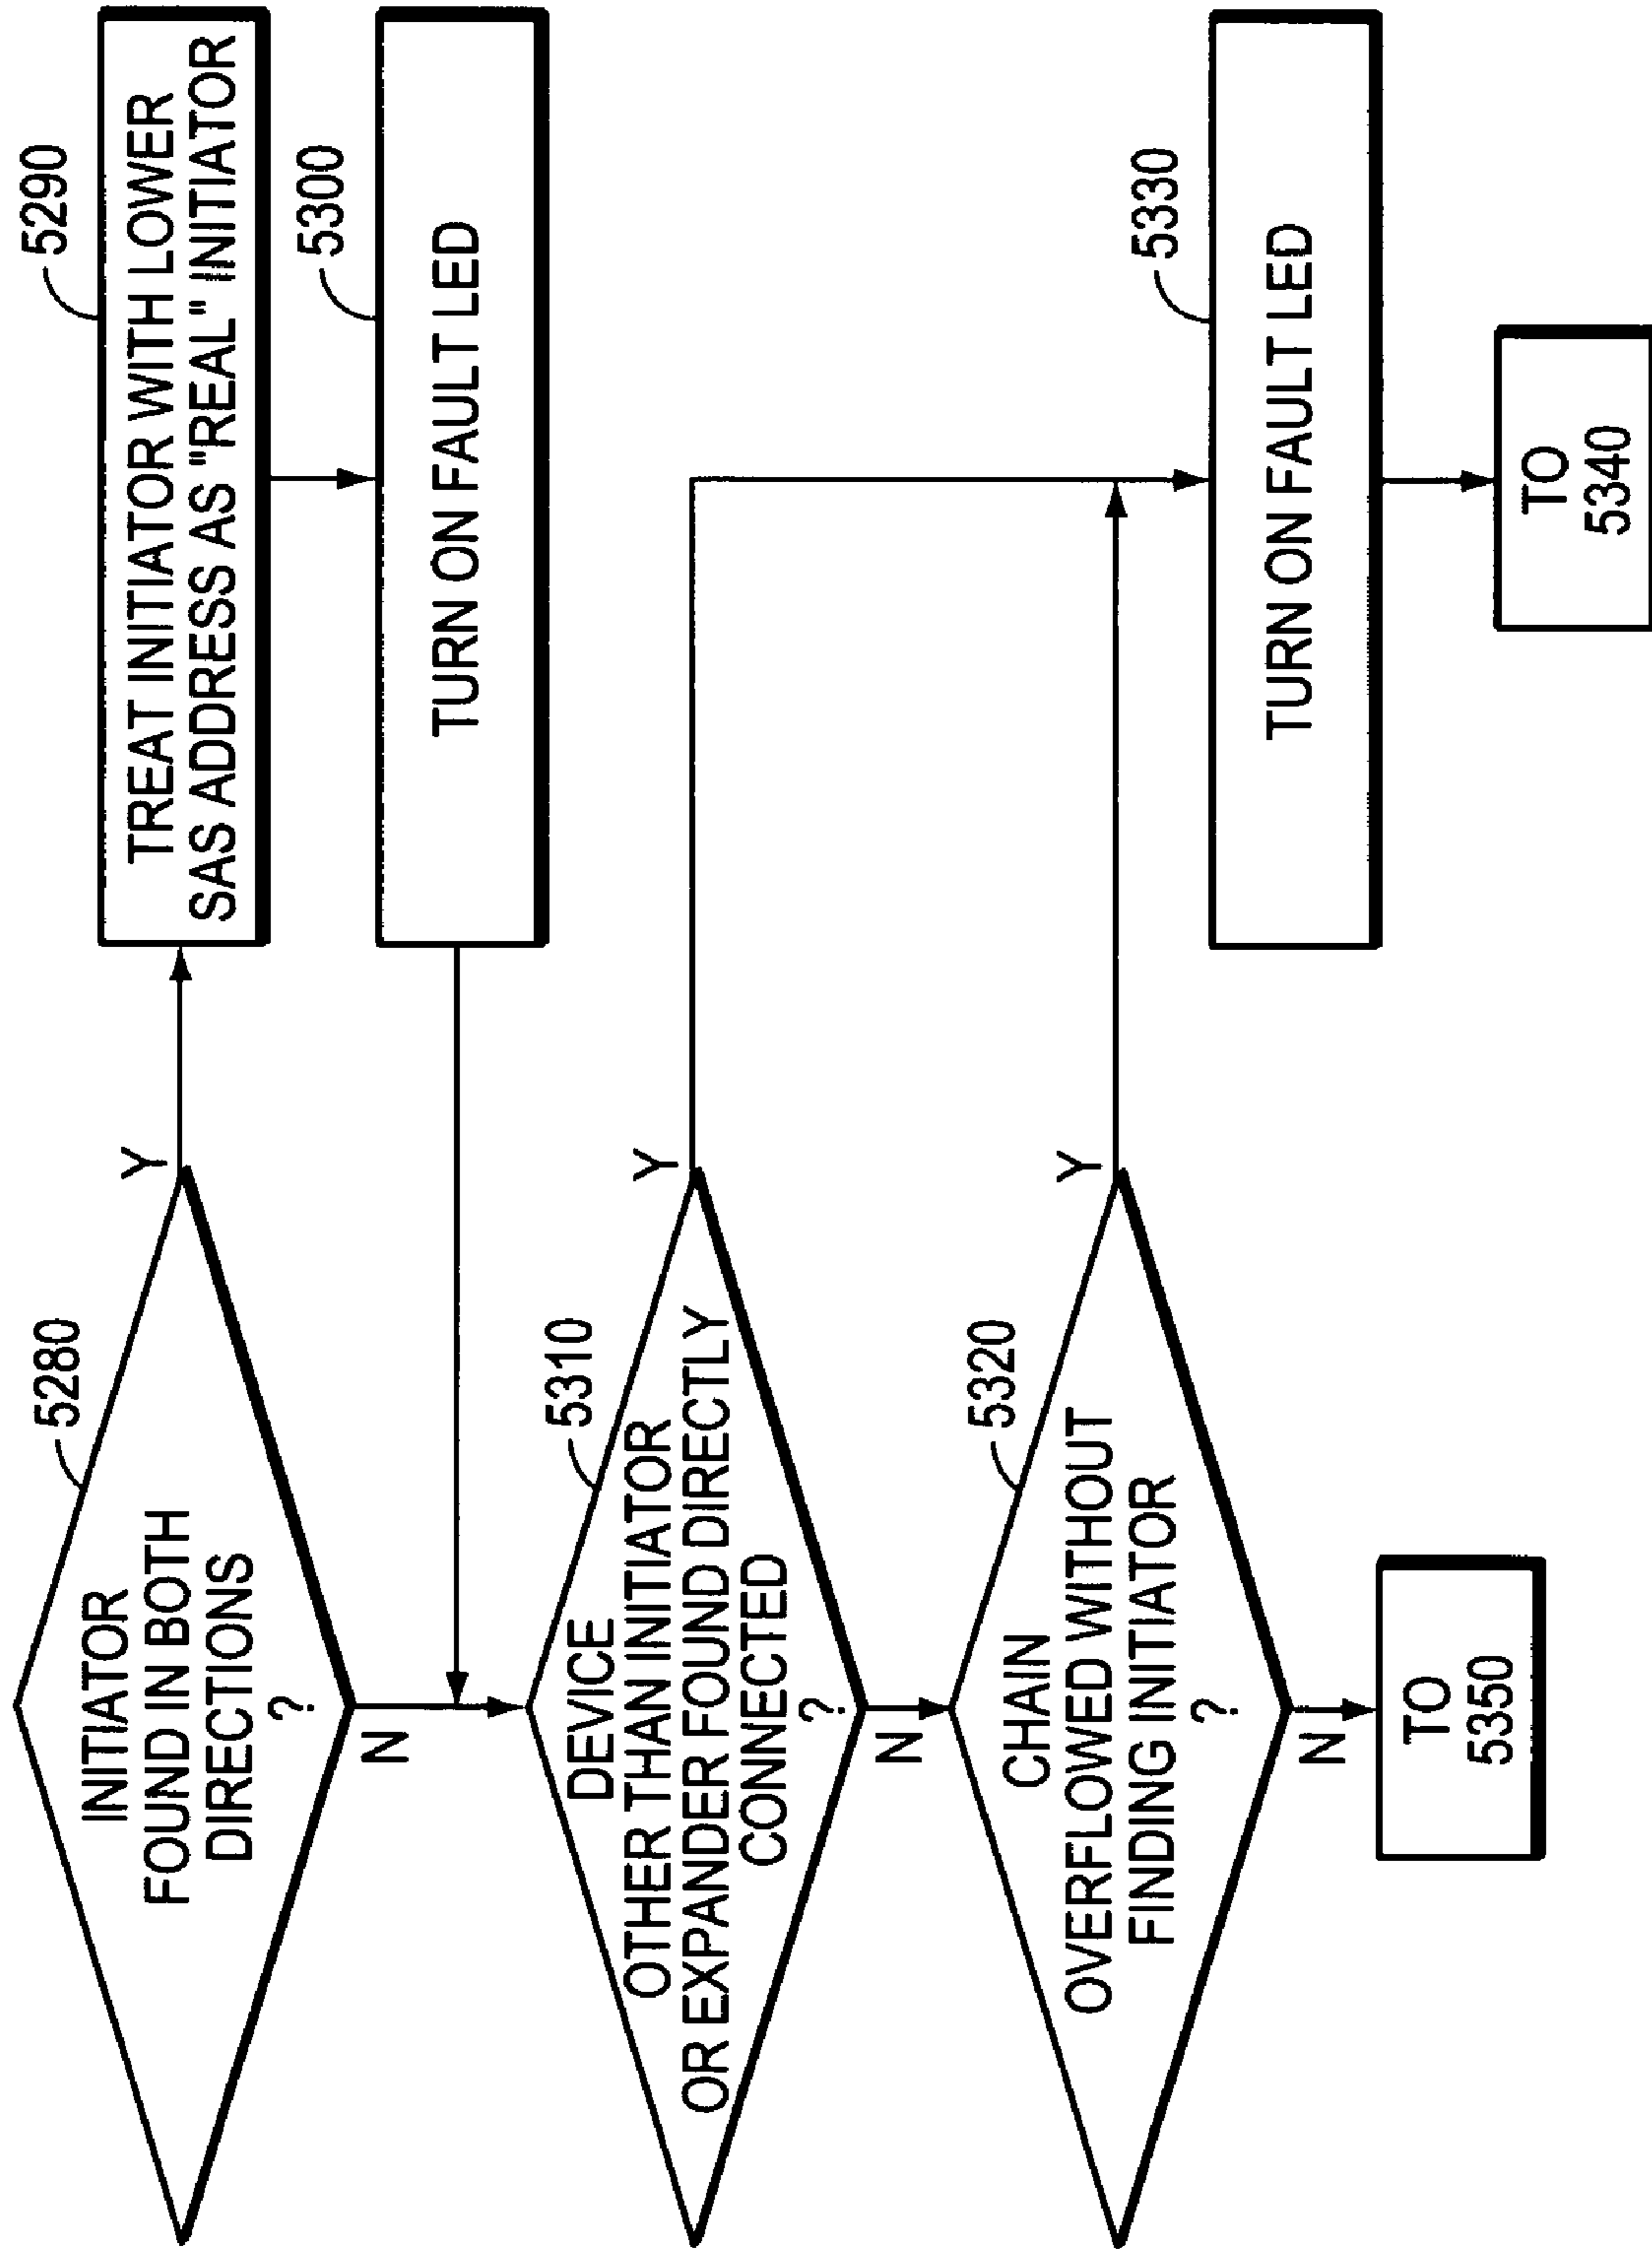 5280
INITIATOR
FOUND IN BOTH
DIRECTIONS
?
Y
N
5290
TREAT INITIATOR WITH LOWER
SAS ADDRESS AS "REAL" INITIATOR
5300
TURN ON FAULT LED
5310
DEVICE
OTHER THAN INITIATOR
OR EXPANDER FOUND DIRECTLY
CONNECTED
?
Y
N
5320
CHAIN
OVERFLOWED WITHOUT
FINDING INITIATOR
?
Y
N
5330
TURN ON FAULT LED
TO
5340
TO
5350